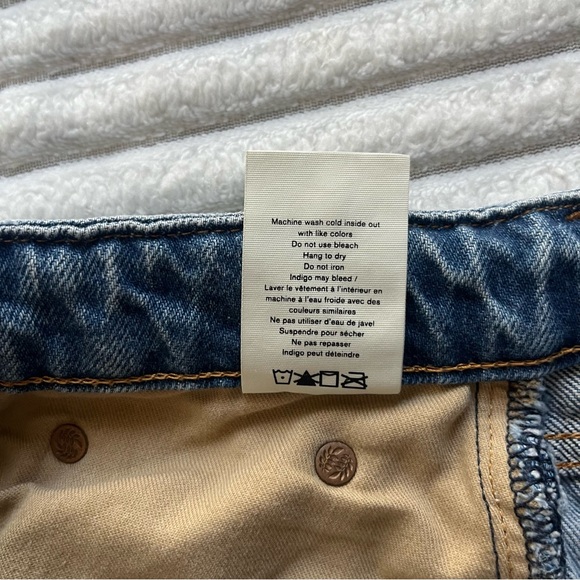 Machine wash cold inside out
with like colors
Do not use bleach
Hang to dry
Do not iron
Indigo may bleed /
Laver le vêtement à l'intérieur en
machine à l'eau froide avec des
couleurs similaires
Ne pas utiliser d'eau de javel
Suspendre pour sécher
Ne pas repasser
Indigo peut déteindre